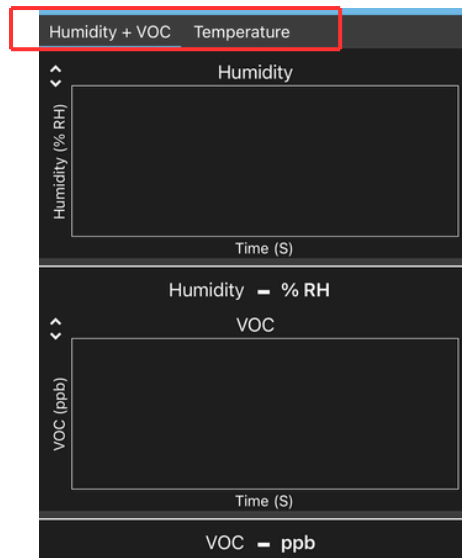 Humidity + VOC Temperature
Humidity
Humidity (% RH)
Time (S)
Humidity – % RH
VOC
VOC (ppb)
Time (S)
VOC – ppb